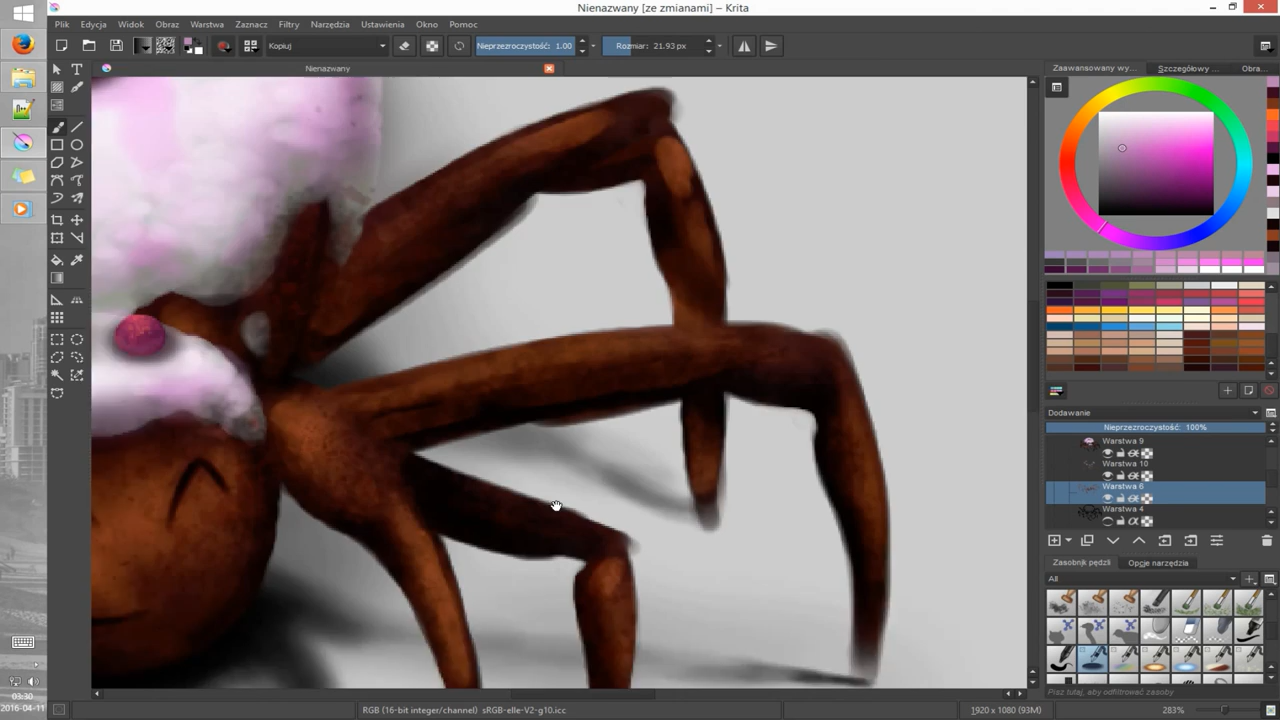 Nienazwany [ze zmianami] – Krita
Plik Edycja Widok Obraz Warstwa Zaznacz Filtry Narzędzia Ustawienia Okno Pomoc
Kopiuj
Nieprzezroczystość: 1.00
Rozmiar: 21.93 px
Nienazwany
Zaawansowany wy... Szczegółowy ... Obra...
Dodawanie
Nieprzezroczystość: 100%
Warstwa 9
Warstwa 10
Warstwa 6
Warstwa 4
Zasobnik pędzli Opcje narzędzia
All
Pisz tutaj, aby odfiltrować zasoby
03:30
2016-04-11
RGB (16-bit integer/channel) sRGB-elle-V2-g10.icc
1920 x 1080 (93M)
283%